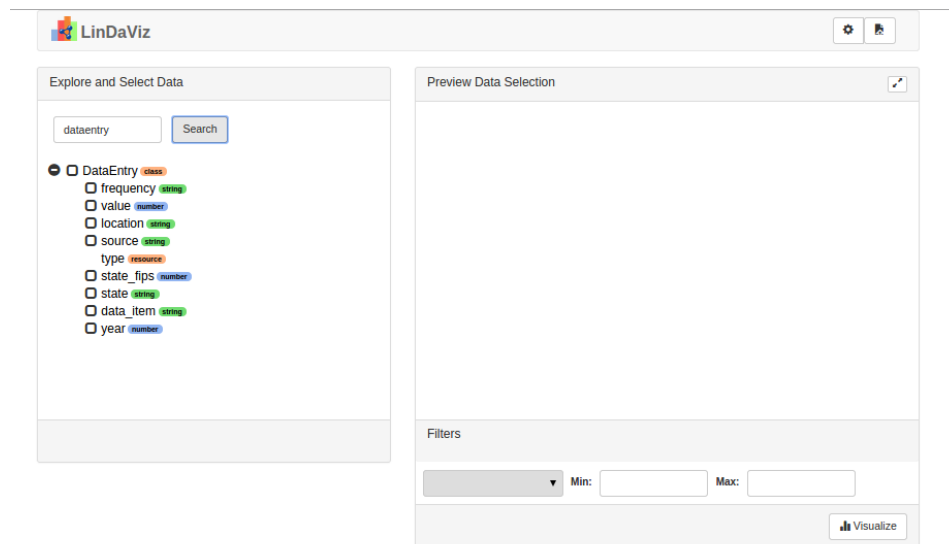 LinDaViz
Explore and Select Data
dataentry Search
DataEntry class
frequency string
value number
location string
source string
type resource
state_fips number
state string
data_item string
year number
Preview Data Selection
Filters
Min: Max:
Visualize